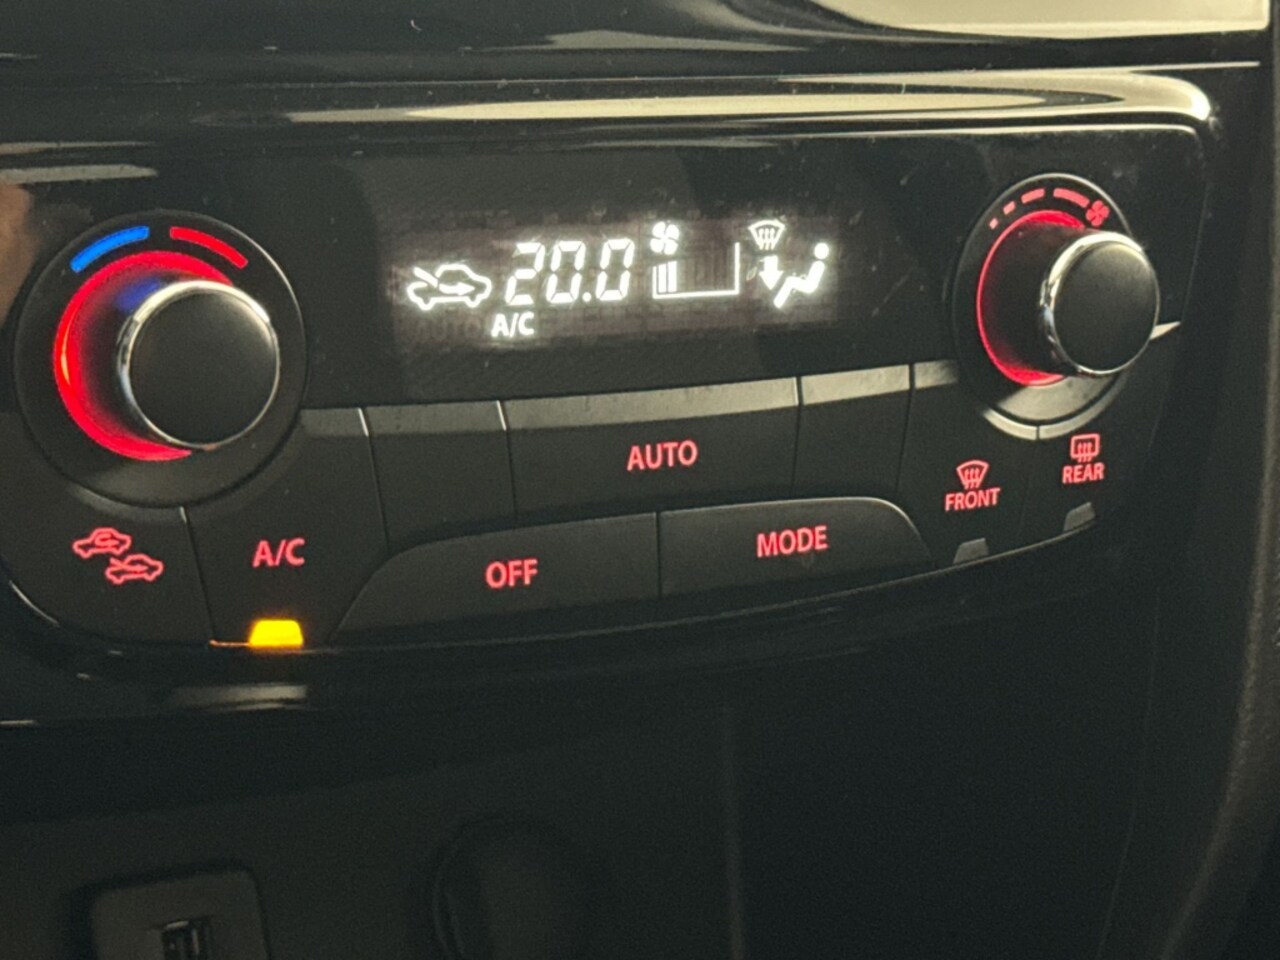 20.0
A/C
AUTO
FRONT
REAR
A/C
OFF
MODE